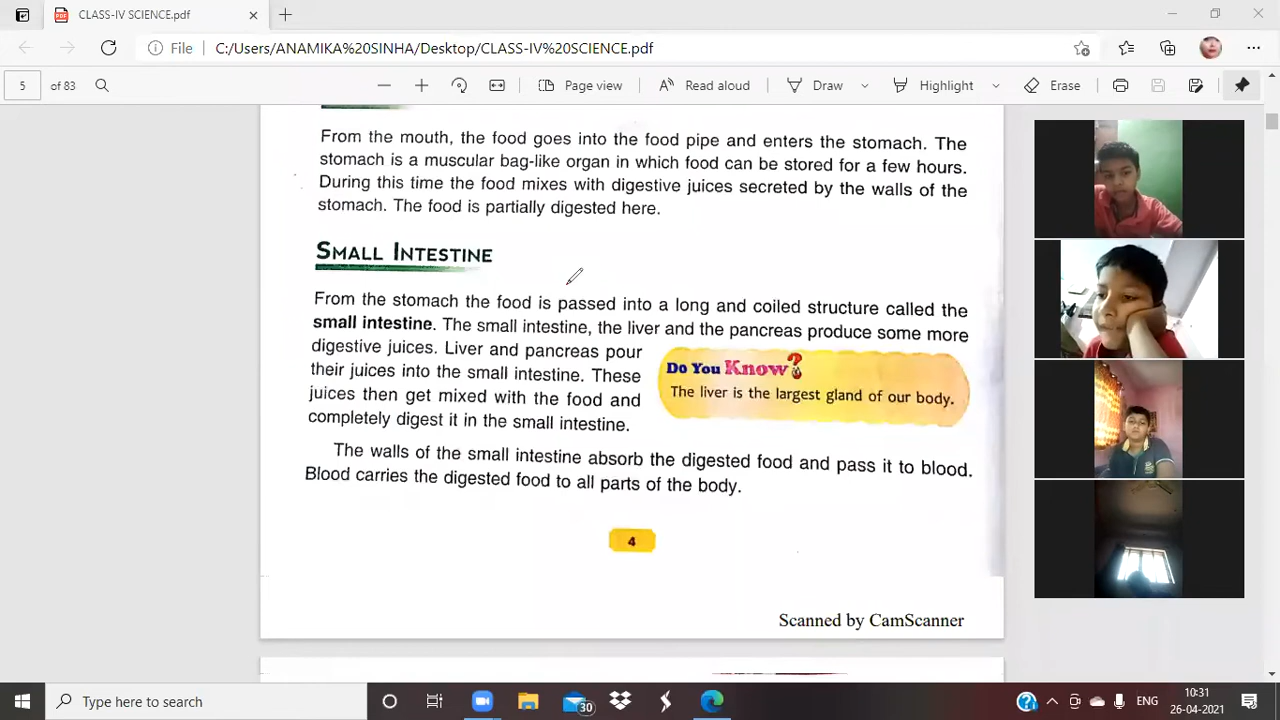 CLASS-IV SCIENCE.pdf
File C:/Users/ANAMIKA%20SINHA/Desktop/CLASS-IV%20SCIENCE.pdf
5 of 83 Page view Read aloud Draw Highlight Erase
From the mouth, the food goes into the food pipe and enters the stomach. The
stomach is a muscular bag-like organ in which food can be stored for a few hours.
During this time the food mixes with digestive juices secreted by the walls of the
stomach. The food is partially digested here.
SMALL INTESTINE
From the stomach the food is passed into a long and coiled structure called the
small intestine. The small intestine, the liver and the pancreas produce some more
digestive juices. Liver and pancreas pour
their juices into the small intestine. These
juices then get mixed with the food and
completely digest it in the small intestine.
Do You Know?
The liver is the largest gland of our body.
The walls of the small intestine absorb the digested food and pass it to blood.
Blood carries the digested food to all parts of the body.
4
Scanned by CamScanner
Type here to search
30
ENG
10:31
26-04-2021